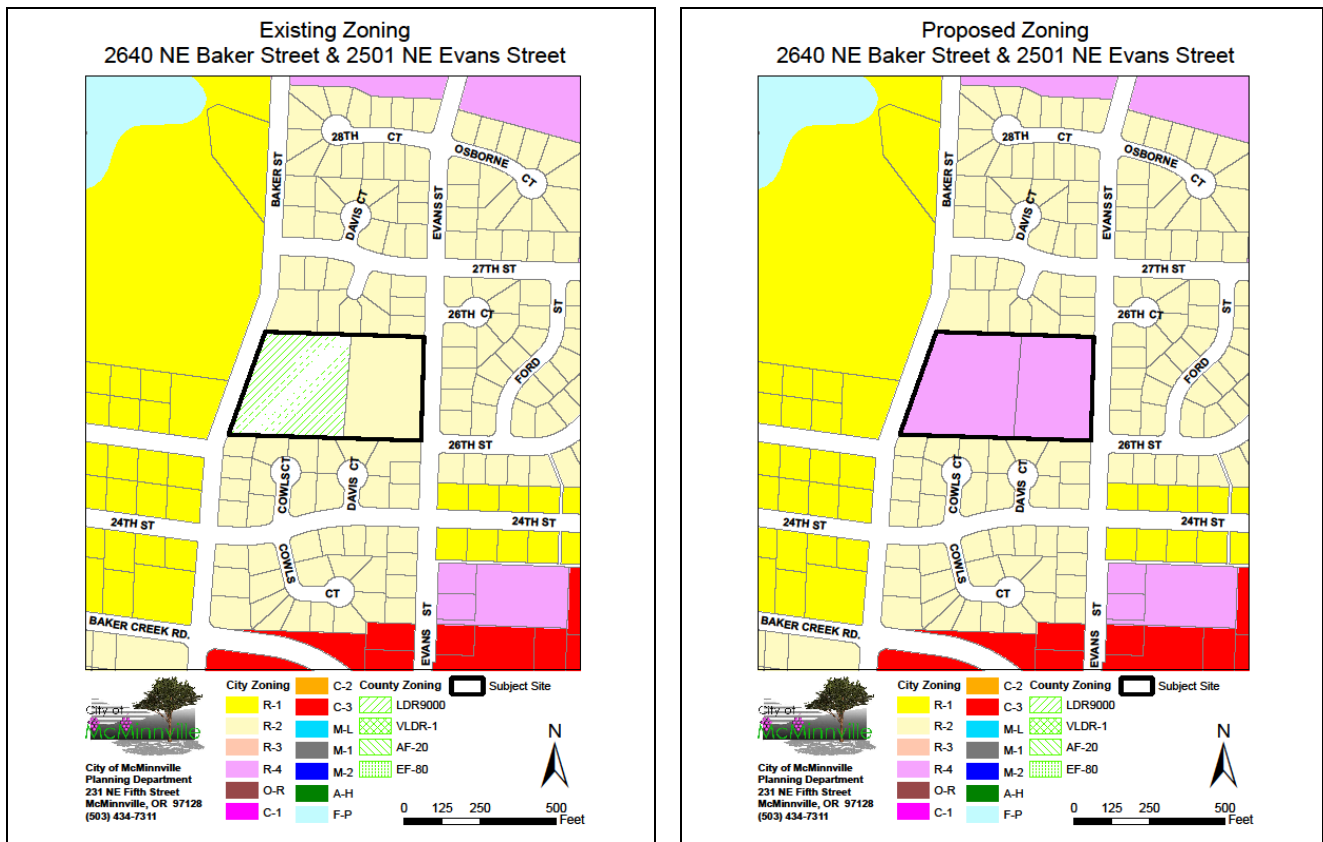 Existing Zoning
2640 NE Baker Street & 2501 NE Evans Street
28TH CT
OSBORNE CT
BAKER ST
DAVIS CT
EVANS ST
27TH ST
26TH CT
FORD ST
26TH ST
COWLS CT
DAVIS CT
24TH ST
24TH ST
COWLS CT
BAKER CREEK RD.
EVANS ST
City of
McMinnville
City of McMinnville
Planning Department
231 NE Fifth Street
McMinnville, OR 97128
(503) 434-7311
City Zoning
R-1
R-2
R-3
R-4
O-R
C-1
C-2
C-3
M-L
M-1
M-2
A-H
F-P
County Zoning
LDR9000
VLDR-1
AF-20
EF-80
Subject Site
N
0 125 250 500
Feet
Proposed Zoning
2640 NE Baker Street & 2501 NE Evans Street
28TH CT
OSBORNE CT
BAKER ST
DAVIS CT
EVANS ST
27TH ST
26TH CT
FORD ST
26TH ST
COWLS CT
DAVIS CT
24TH ST
24TH ST
COWLS CT
BAKER CREEK RD.
EVANS ST
City of
McMinnville
City of McMinnville
Planning Department
231 NE Fifth Street
McMinnville, OR 97128
(503) 434-7311
City Zoning
R-1
R-2
R-3
R-4
O-R
C-1
C-2
C-3
M-L
M-1
M-2
A-H
F-P
County Zoning
LDR9000
VLDR-1
AF-20
EF-80
Subject Site
N
0 125 250 500
Feet